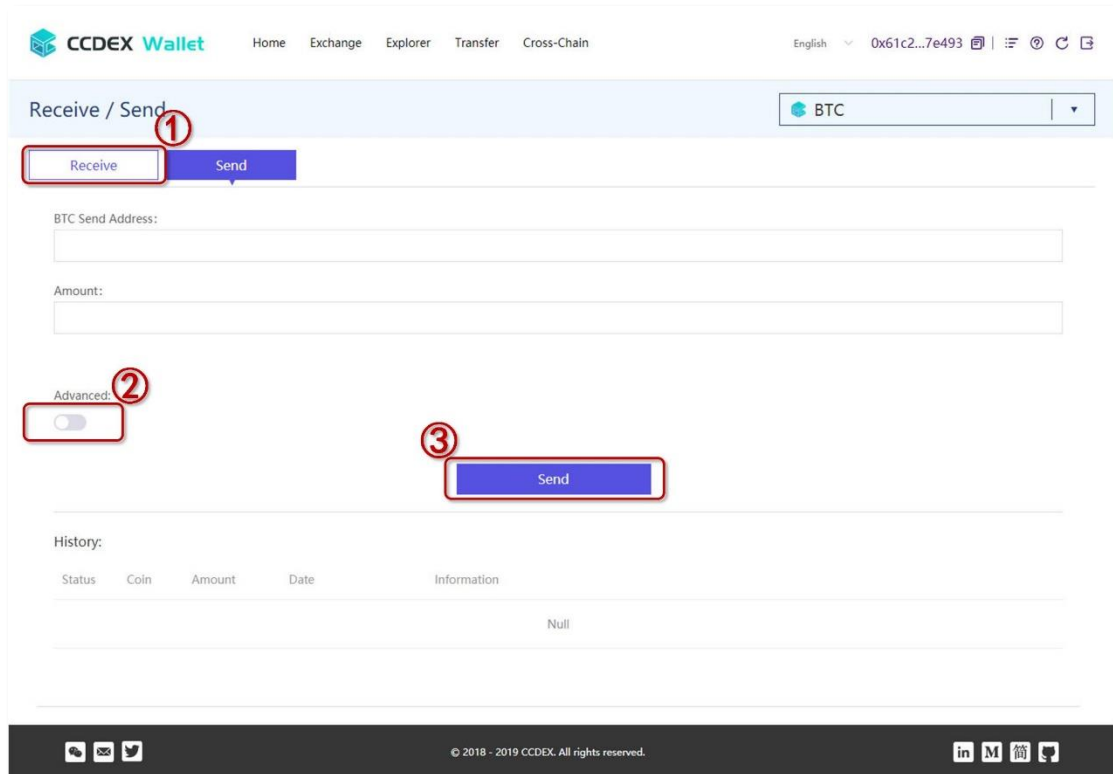 CCDEX Wallet Home Exchange Explorer Transfer Cross-Chain English 0x61c2...7e493
Receive / Send BTC
①
Receive Send
BTC Send Address:
Amount:
②
Advanced:
③
Send
History:
Status Coin Amount Date Information
Null
© 2018 - 2019 CCDEX. All rights reserved. in M 简